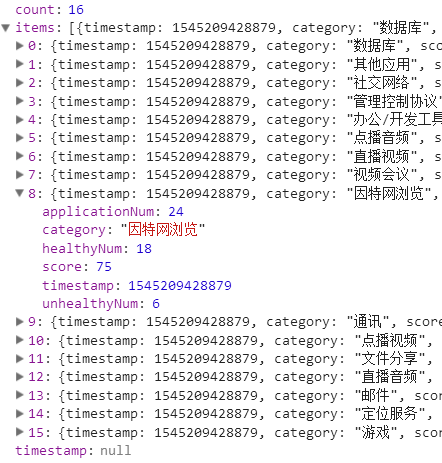 count: 16
items: [{timestamp: 1545209428879, category: "数据库",
0: {timestamp: 1545209428879, category: "数据库", sco
1: {timestamp: 1545209428879, category: "其他应用", s
2: {timestamp: 1545209428879, category: "社交网络", s
3: {timestamp: 1545209428879, category: "管理控制协议"
4: {timestamp: 1545209428879, category: "办公/开发工具
5: {timestamp: 1545209428879, category: "点播音频", s
6: {timestamp: 1545209428879, category: "直播视频", s
7: {timestamp: 1545209428879, category: "视频会议", s
8: {timestamp: 1545209428879, category: "因特网浏览",
applicationNum: 24
category: "因特网浏览"
healthyNum: 18
score: 75
timestamp: 1545209428879
unhealthyNum: 6
9: {timestamp: 1545209428879, category: "通讯", score
10: {timestamp: 1545209428879, category: "点播视频",
11: {timestamp: 1545209428879, category: "文件分享",
12: {timestamp: 1545209428879, category: "直播音频",
13: {timestamp: 1545209428879, category: "邮件", scor
14: {timestamp: 1545209428879, category: "定位服务",
15: {timestamp: 1545209428879, category: "游戏", scor
timestamp: null